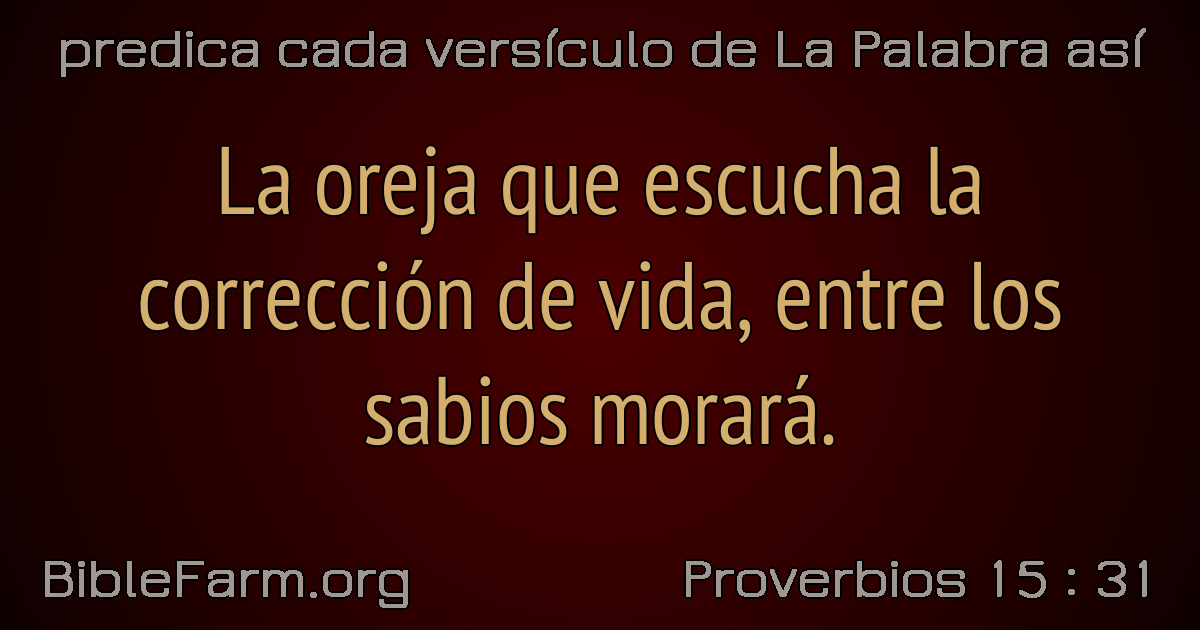 predica cada versículo de La Palabra así
La oreja que escucha la
corrección de vida, entre los
sabios morará.
BibleFarm.org
Proverbios 15 : 31